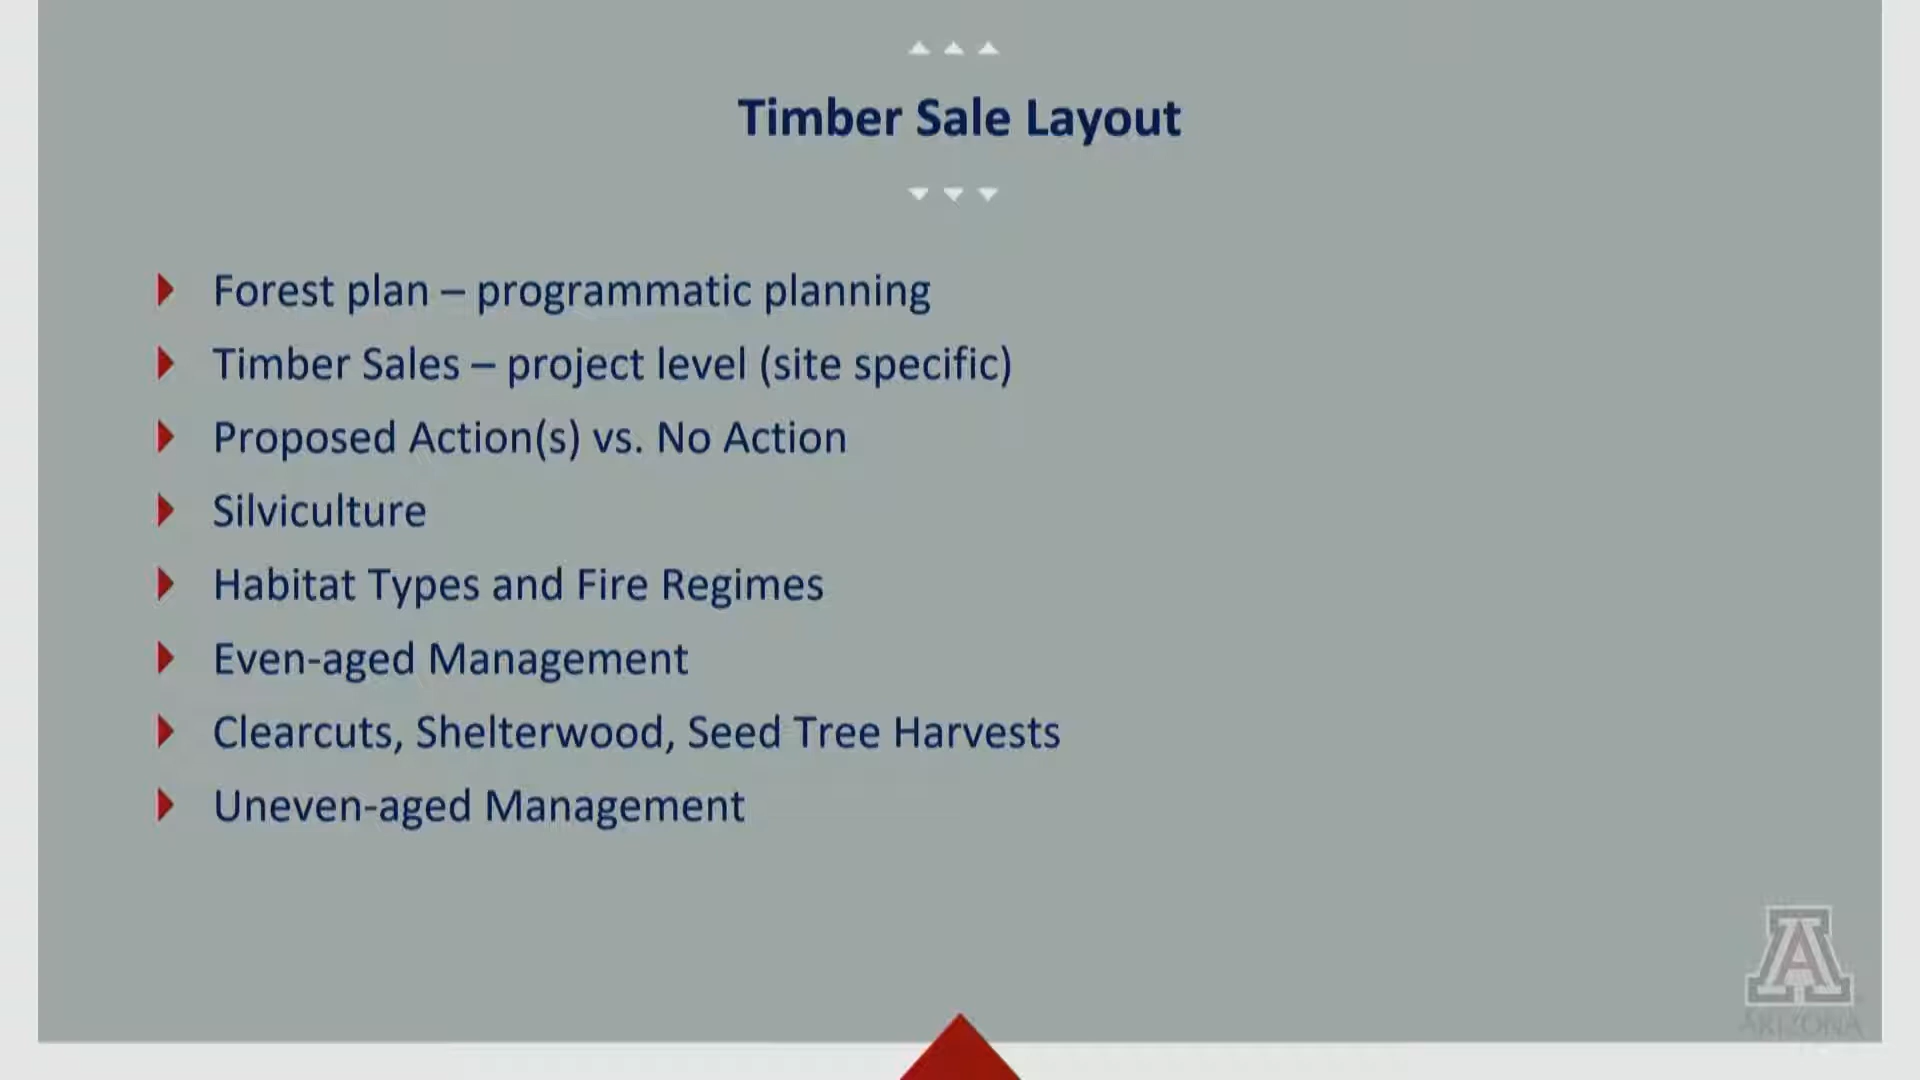 Timber Sale Layout
Forest plan – programmatic planning
Timber Sales – project level (site specific)
Proposed Action(s) vs. No Action
Silviculture
Habitat Types and Fire Regimes
Even-aged Management
Clearcuts, Shelterwood, Seed Tree Harvests
Uneven-aged Management
A
ARIZONA